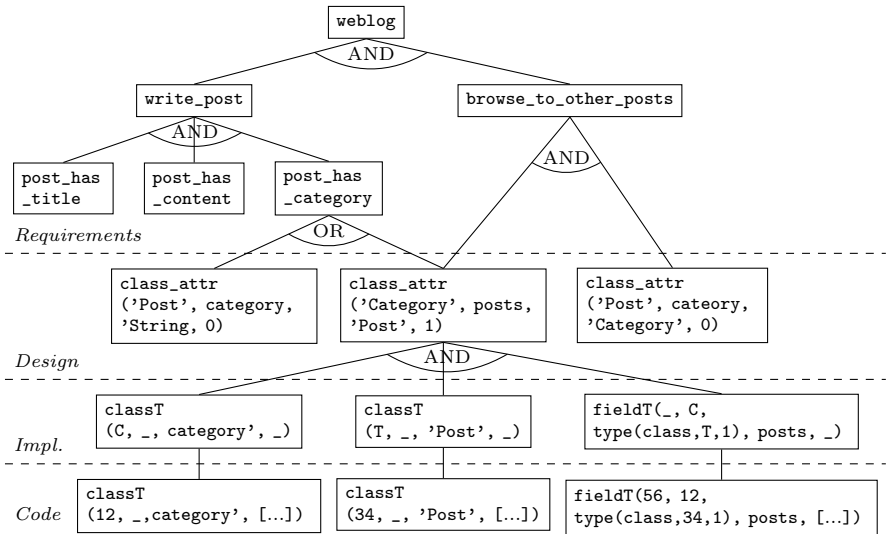 weblog
AND
write_post
browse_to_other_posts
AND
AND
post_has
_title
post_has
_content
post_has
_category
Requirements
OR
class_attr
('Post', category,
'String, 0)
class_attr
('Category', posts,
'Post', 1)
class_attr
('Post', cateory,
'Category', 0)
Design
AND
classT
(C, _, category', _)
classT
(T, _, 'Post', _)
fieldT(_, C,
type(class,T,1), posts, _)
Impl.
classT
(12, _,category', [...])
classT
(34, _, 'Post', [...])
fieldT(56, 12,
type(class,34,1), posts, [...])
Code